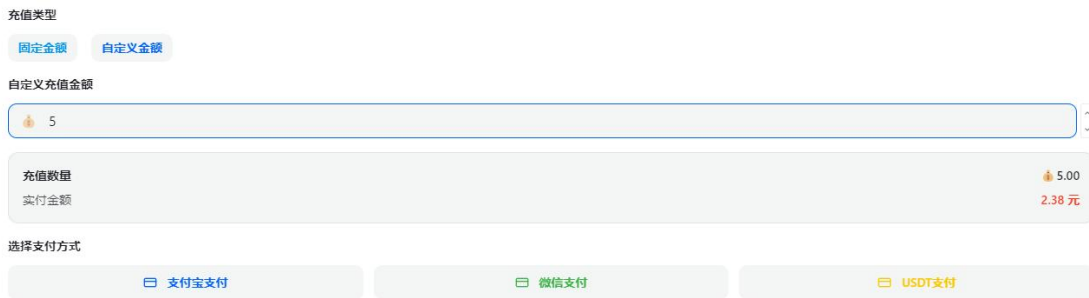 充值类型
固定金额 自定义金额
自定义充值金额
5
充值数量 5.00
实付金额 2.38 元
选择支付方式
支付宝支付 微信支付 USDT支付